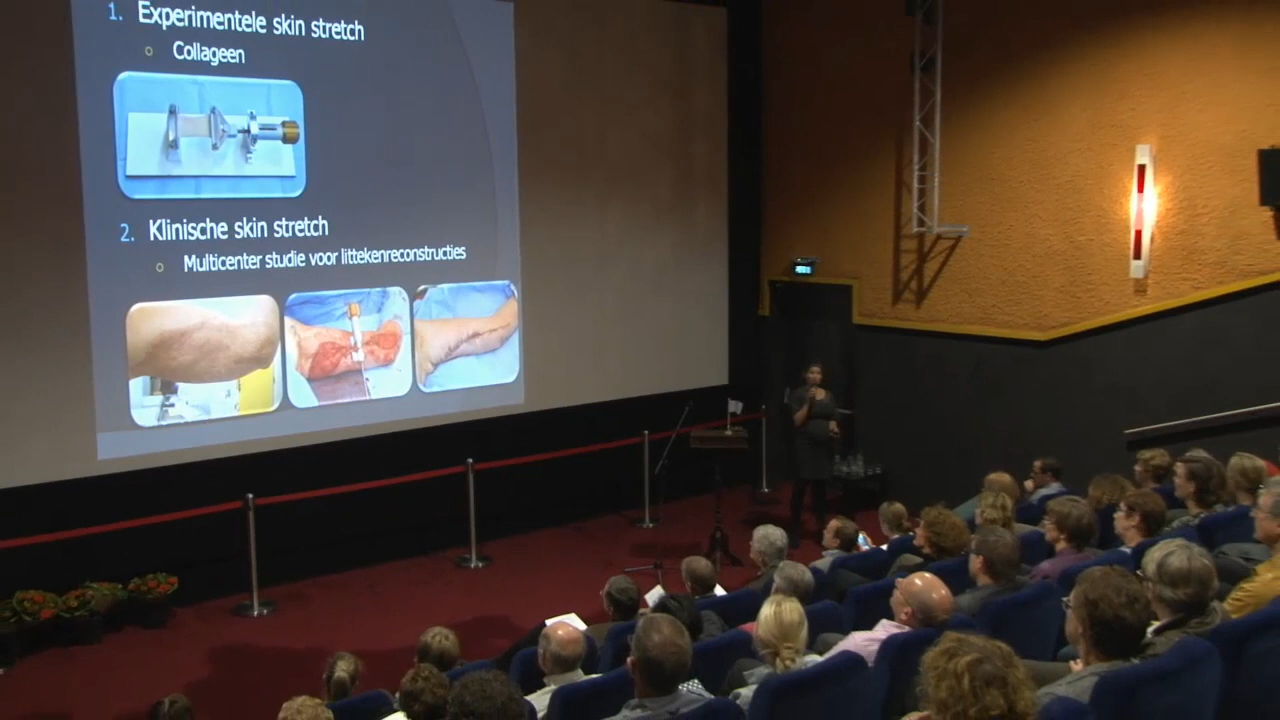 1. Experimentele skin stretch
○ Collageen
2. Klinische skin stretch
○ Multicenter studie voor littekenreconstructies